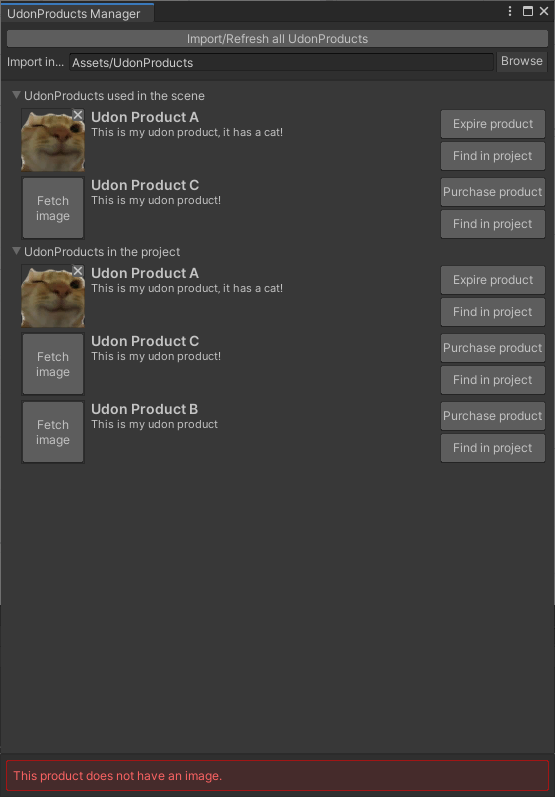 UdonProducts Manager
Import/Refresh all UdonProducts
Import in... Assets/UdonProducts Browse
UdonProducts used in the scene
Udon Product A
This is my udon product, it has a cat!
Expire product
Find in project
Fetch
image
Udon Product C
This is my udon product!
Purchase product
Find in project
UdonProducts in the project
Udon Product A
This is my udon product, it has a cat!
Expire product
Find in project
Fetch
image
Udon Product C
This is my udon product!
Purchase product
Find in project
Fetch
image
Udon Product B
This is my udon product
Purchase product
Find in project
This product does not have an image.